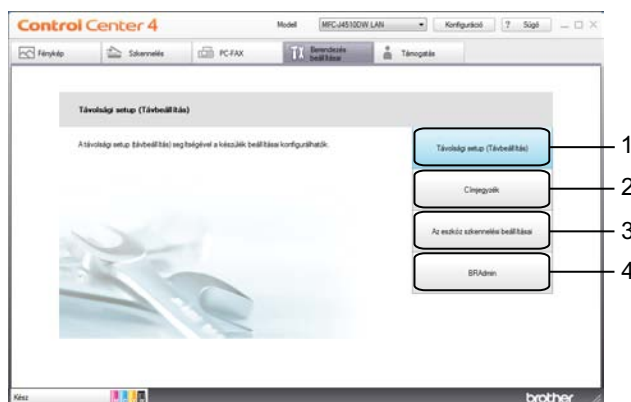 Control Center 4 Modell MFC-J4510DW LAN Konfiguráció ? Súgó
Fénykép Szkennelés PC-FAX Berendezés beállításai Támogatás
Távolsági setup (Távbeállítás)
A távolsági setup (távbeállítás) segítségével a készülék beállításai konfigurálhatók.
Távolsági setup (Távbeállítás) 1
Címjegyzék 2
Az eszköz szkennelési beállításai 3
BRAdmin 4
Kész brother